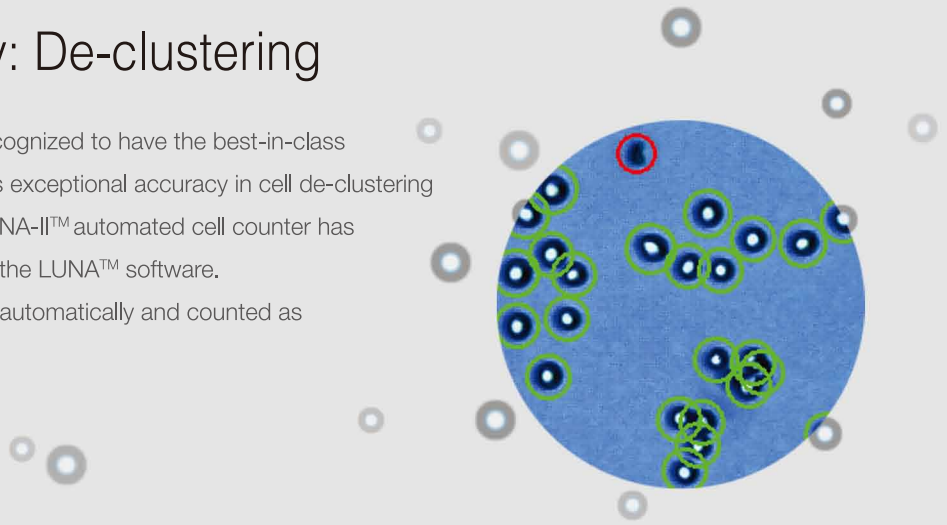 y: De-clustering
cognized to have the best-in-class
s exceptional accuracy in cell de-clustering
NA-II™ automated cell counter has
the LUNA™ software.
automatically and counted as